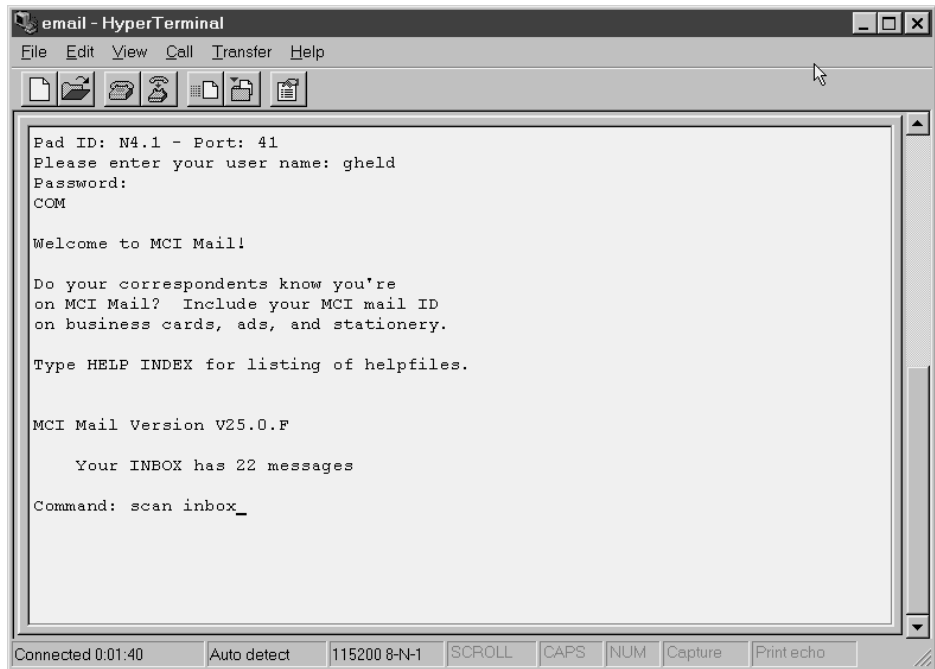 email - HyperTerminal
File Edit View Call Transfer Help
Pad ID: N4.1 - Port: 41
Please enter your user name: gheld
Password:
COM
Welcome to MCI Mail!
Do your correspondents know you're
on MCI Mail?  Include your MCI mail ID
on business cards, ads, and stationery.
Type HELP INDEX for listing of helpfiles.
MCI Mail Version V25.0.F
Your INBOX has 22 messages
Command: scan inbox_
Connected 0:01:40 Auto detect 115200 8-N-1 SCROLL CAPS NUM Capture Print echo